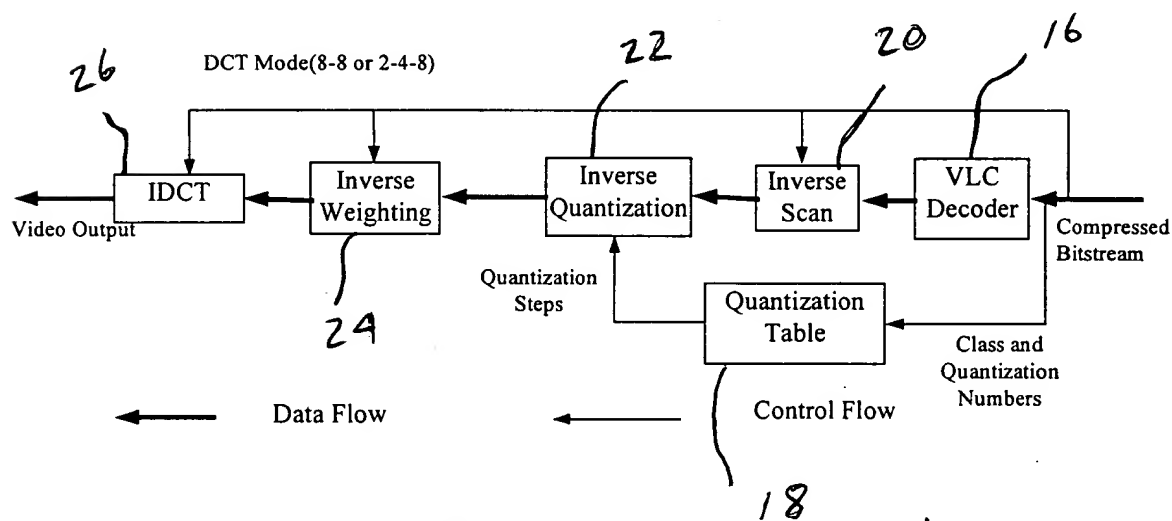 26
DCT Mode(8-8 or 2-4-8)
22
20
16
IDCT
Inverse
Weighting
Inverse
Quantization
Inverse
Scan
VLC
Decoder
Video Output
Compressed
Bitstream
24
Quantization
Steps
Quantization
Table
Class and
Quantization
Numbers
Data Flow
Control Flow
18